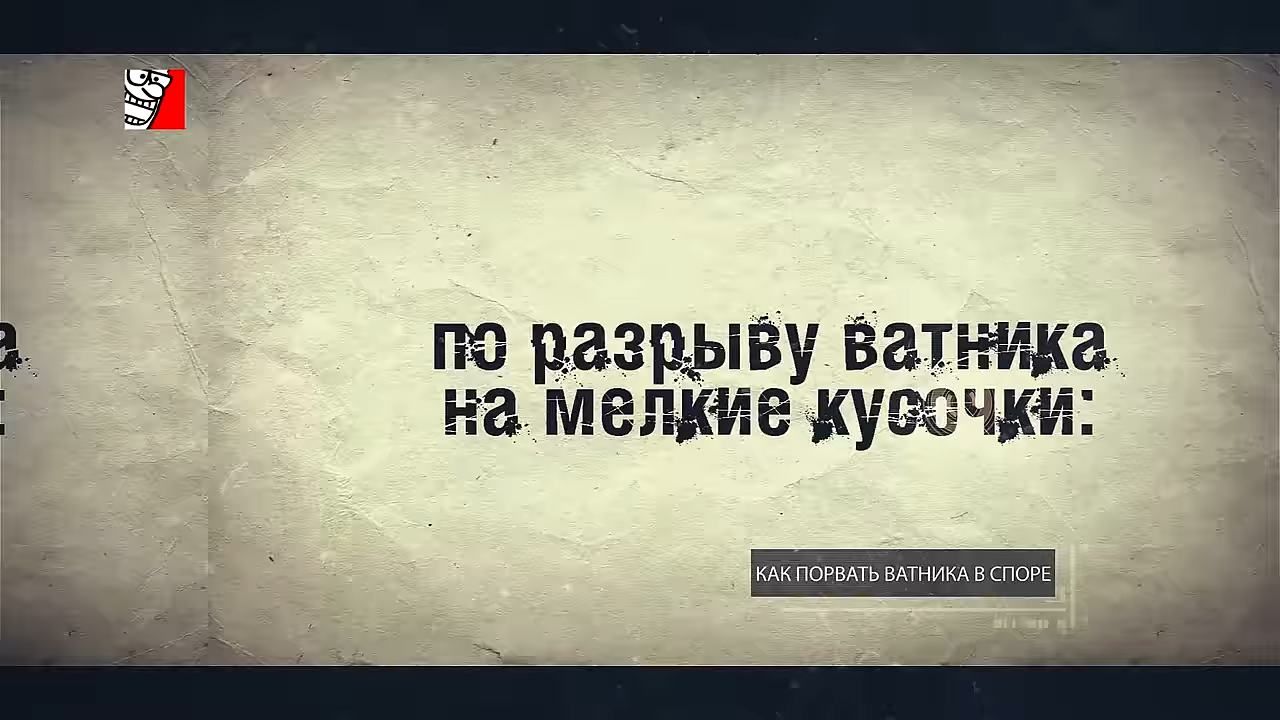 а
:
по разрыву ватника
на мелкие кусочки:
КАК ПОРВАТЬ ВАТНИКА В СПОРЕ